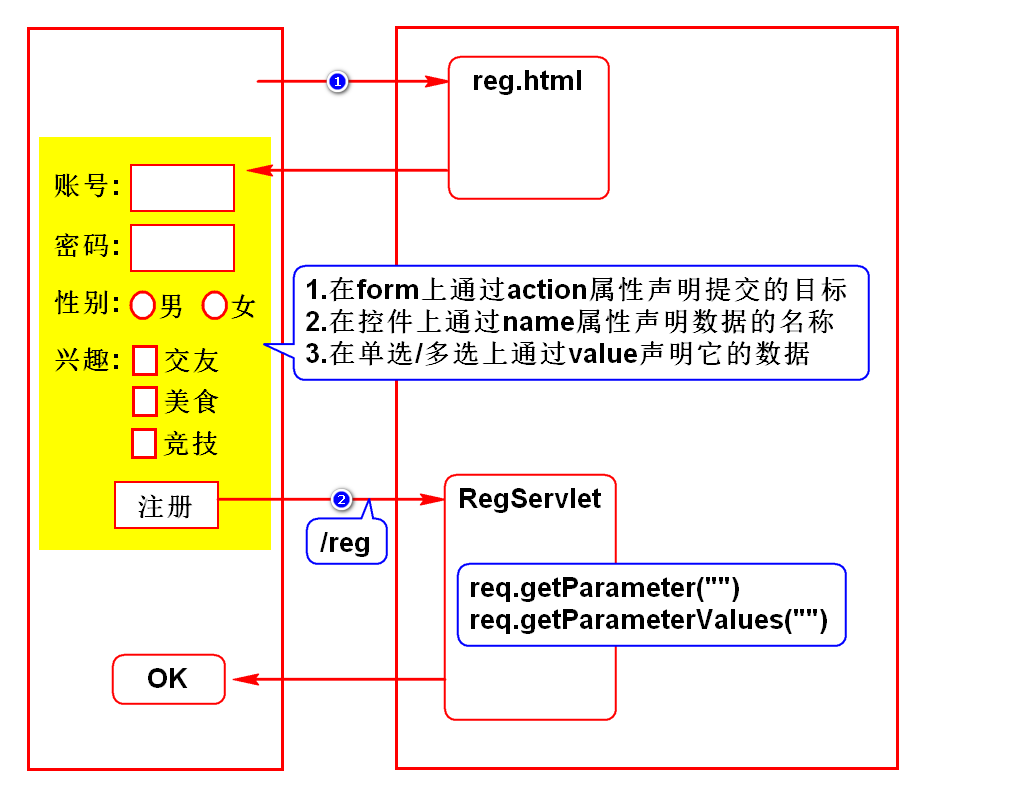 1
reg.html
账号:
密码:
性别: 男 女
兴趣: 交友
美食
竞技
注册
1.在form上通过action属性声明提交的目标
2.在控件上通过name属性声明数据的名称
3.在单选/多选上通过value声明它的数据
2
/reg
RegServlet
req.getParameter("")
req.getParameterValues("")
OK